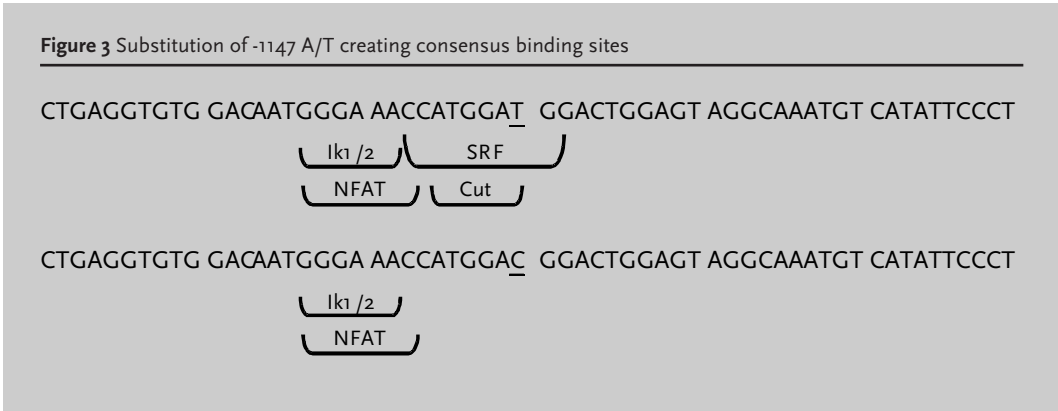 Figure 3 Substitution of -1147 A/T creating consensus binding sites
CTGAGGTGTG GACAATGGGA AACCATGGAT GGACTGGAGT AGGCAAATGT CATATTCCCT
Ik1 /2 SRF
NFAT Cut
CTGAGGTGTG GACAATGGGA AACCATGGAC GGACTGGAGT AGGCAAATGT CATATTCCCT
Ik1 /2
NFAT